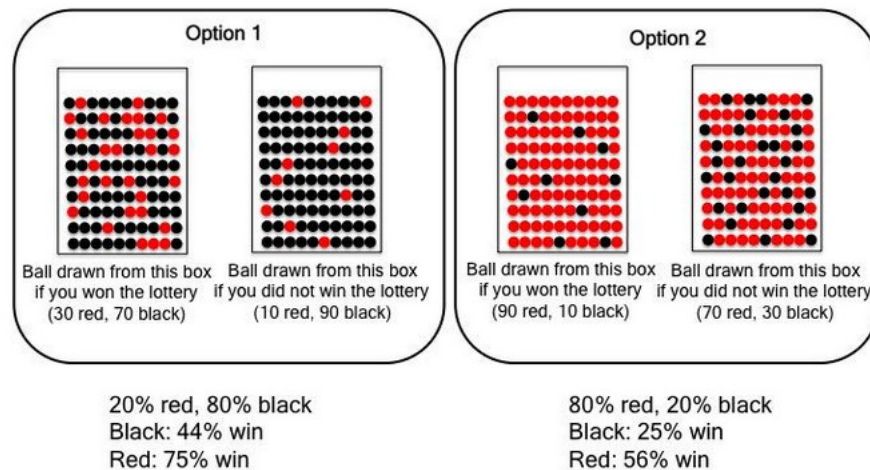 Option 1
Ball drawn from this box
if you won the lottery
(30 red, 70 black)
Ball drawn from this box
if you did not win the lottery
(10 red, 90 black)
20% red, 80% black
Black: 44% win
Red: 75% win
Option 2
Ball drawn from this box
if you won the lottery
(90 red, 10 black)
Ball drawn from this box
if you did not win the lottery
(70 red, 30 black)
80% red, 20% black
Black: 25% win
Red: 56% win